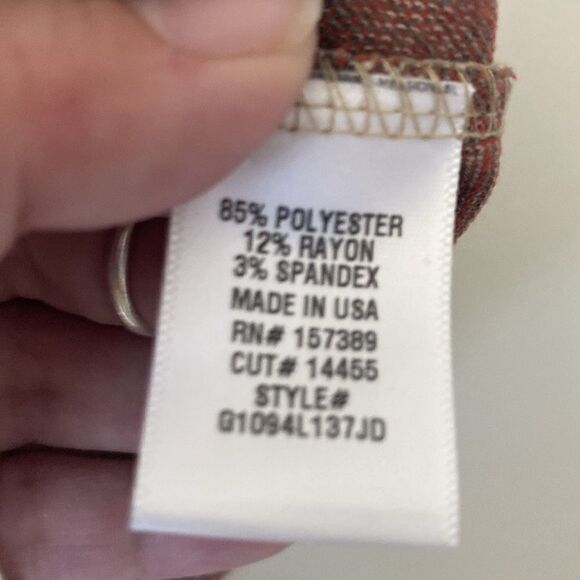 85% POLYESTER
12% RAYON
3% SPANDEX
MADE IN USA
RN# 157389
CUT# 14455
STYLE#
G1094L137JD